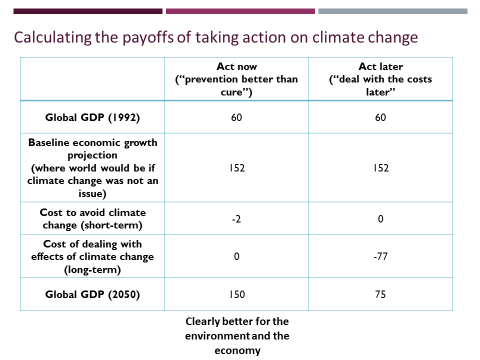 Calculating the payoffs of taking action on climate change
Act now
("prevention better than
cure")
Act later
("deal with the costs
later"
Global GDP (1992)
60
60
Baseline economic growth
projection
(where world would be if
climate change was not an
issue)
152
152
Cost to avoid climate
change (short-term)
-2
0
Cost of dealing with
effects of climate change
(long-term)
0
-77
Global GDP (2050)
150
75
Clearly better for the
environment and the
economy